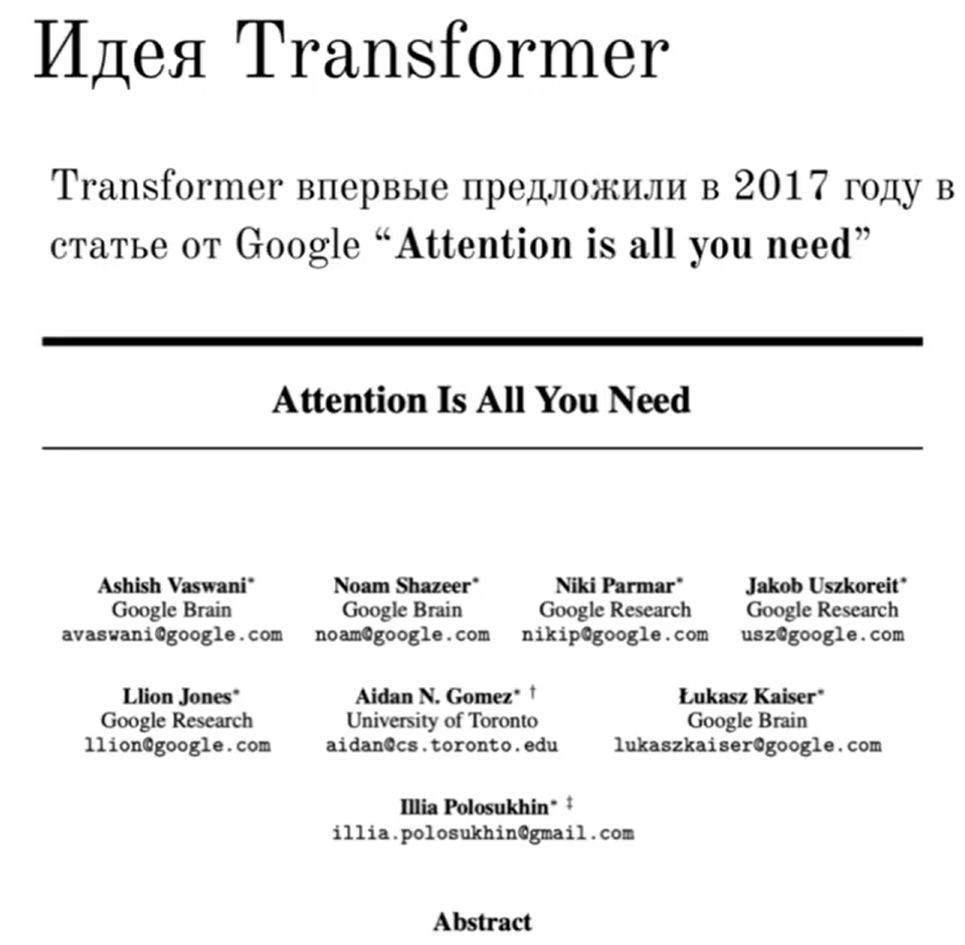 Идея Transformer
Transformer впервые предложили в 2017 году в
статье от Google “Attention is all you need”
Attention Is All You Need
Ashish Vaswani* Noam Shazeer* Niki Parmar* Jakob Uszkoreit*
Google Brain Google Brain Google Research Google Research
avaswani@google.com noam@google.com nikip@google.com usz@google.com
Llion Jones* Aidan N. Gomez* † Łukasz Kaiser*
Google Research University of Toronto Google Brain
llion@google.com aidan@cs.toronto.edu lukaszkaiser@google.com
Illia Polosukhin* ‡
illia.polosukhin@gmail.com
Abstract